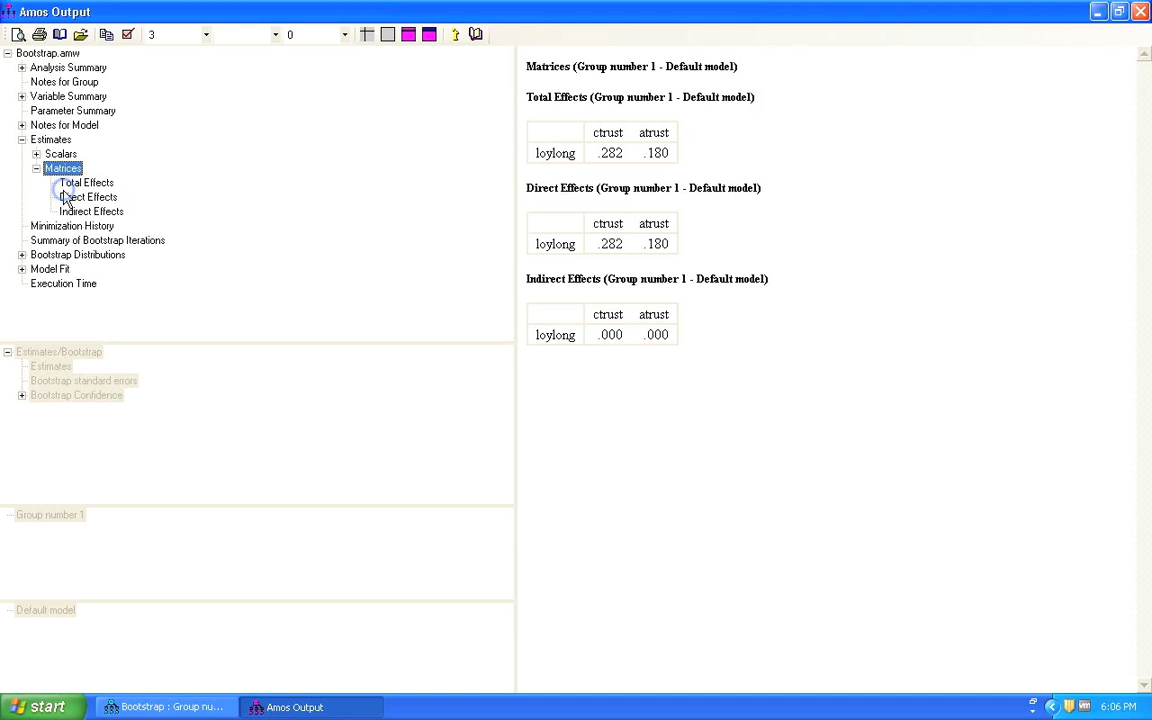 Amos Output
3
0
Bootstrap.amw
Analysis Summary
Notes for Group
Variable Summary
Parameter Summary
Notes for Model
Estimates
Scalars
Matrices
Total Effects
Direct Effects
Indirect Effects
Minimization History
Summary of Bootstrap Iterations
Bootstrap Distributions
Model Fit
Execution Time
Estimates/Bootstrap
Estimates
Bootstrap standard errors
Bootstrap Confidence
Group number 1
Default model
Matrices (Group number 1 - Default model)
Total Effects (Group number 1 - Default model)
ctrust atrust
loylong .282 .180
Direct Effects (Group number 1 - Default model)
ctrust atrust
loylong .282 .180
Indirect Effects (Group number 1 - Default model)
ctrust atrust
loylong .000 .000
start
Bootstrap : Group nu...
Amos Output
6:06 PM